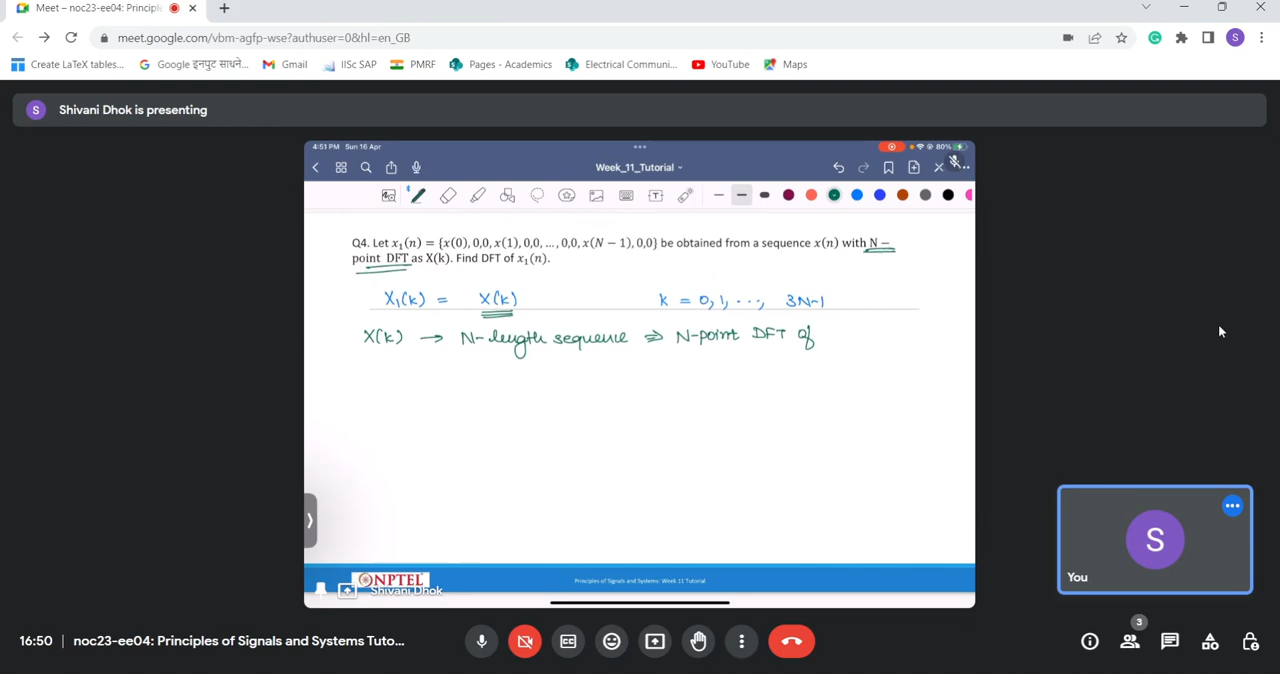 Meet – noc23-ee04: Principle
meet.google.com/vbm-agfp-wse?authuser=0&hl=en_GB
S
Create LaTeX tables...
Google इनपुट साधने...
Gmail
IISc SAP
PMRF
Pages - Academics
Electrical Communi...
YouTube
Maps
S Shivani Dhok is presenting
4:51 PM Sun 16 Apr
80%
Week_11_Tutorial
Q4. Let x₁(n) = {x(0), 0,0, x(1), 0,0, ..., 0,0, x(N − 1), 0,0} be obtained from a sequence x(n) with N −
point DFT as X(k). Find DFT of x₁(n).
X₁(k) = X(k) k = 0, 1, ..., 3N-1
X(k) → N-length sequence ⇒ N-point DFT of
NPTEL
Principles of Signals and Systems: Week 11 Tutorial
Shivani Dhok
S
You
16:50 | noc23-ee04: Principles of Signals and Systems Tuto...
3